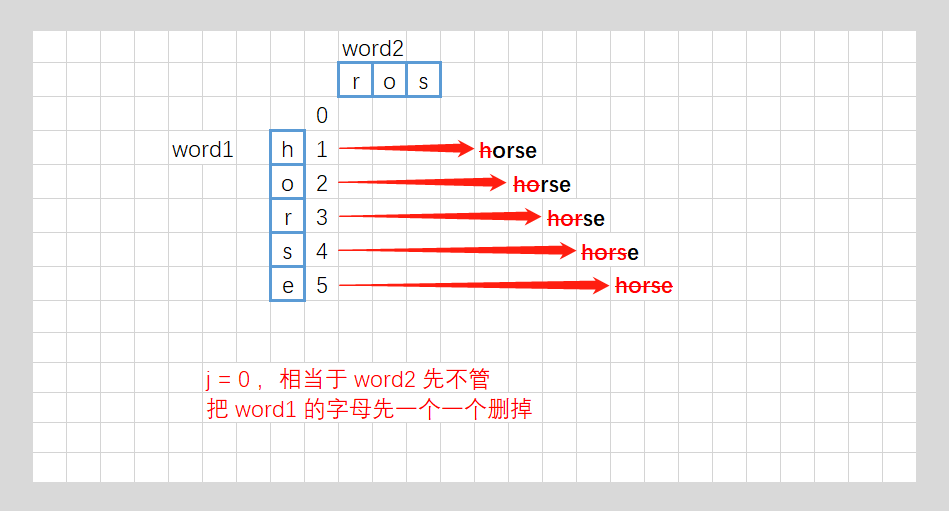 word2
r o s
0
word1 h 1 horse
o 2 horse
r 3 horse
s 4 horse
e 5 horse
j = 0 ，相当于 word2 先不管
把 word1 的字母先一个一个删掉